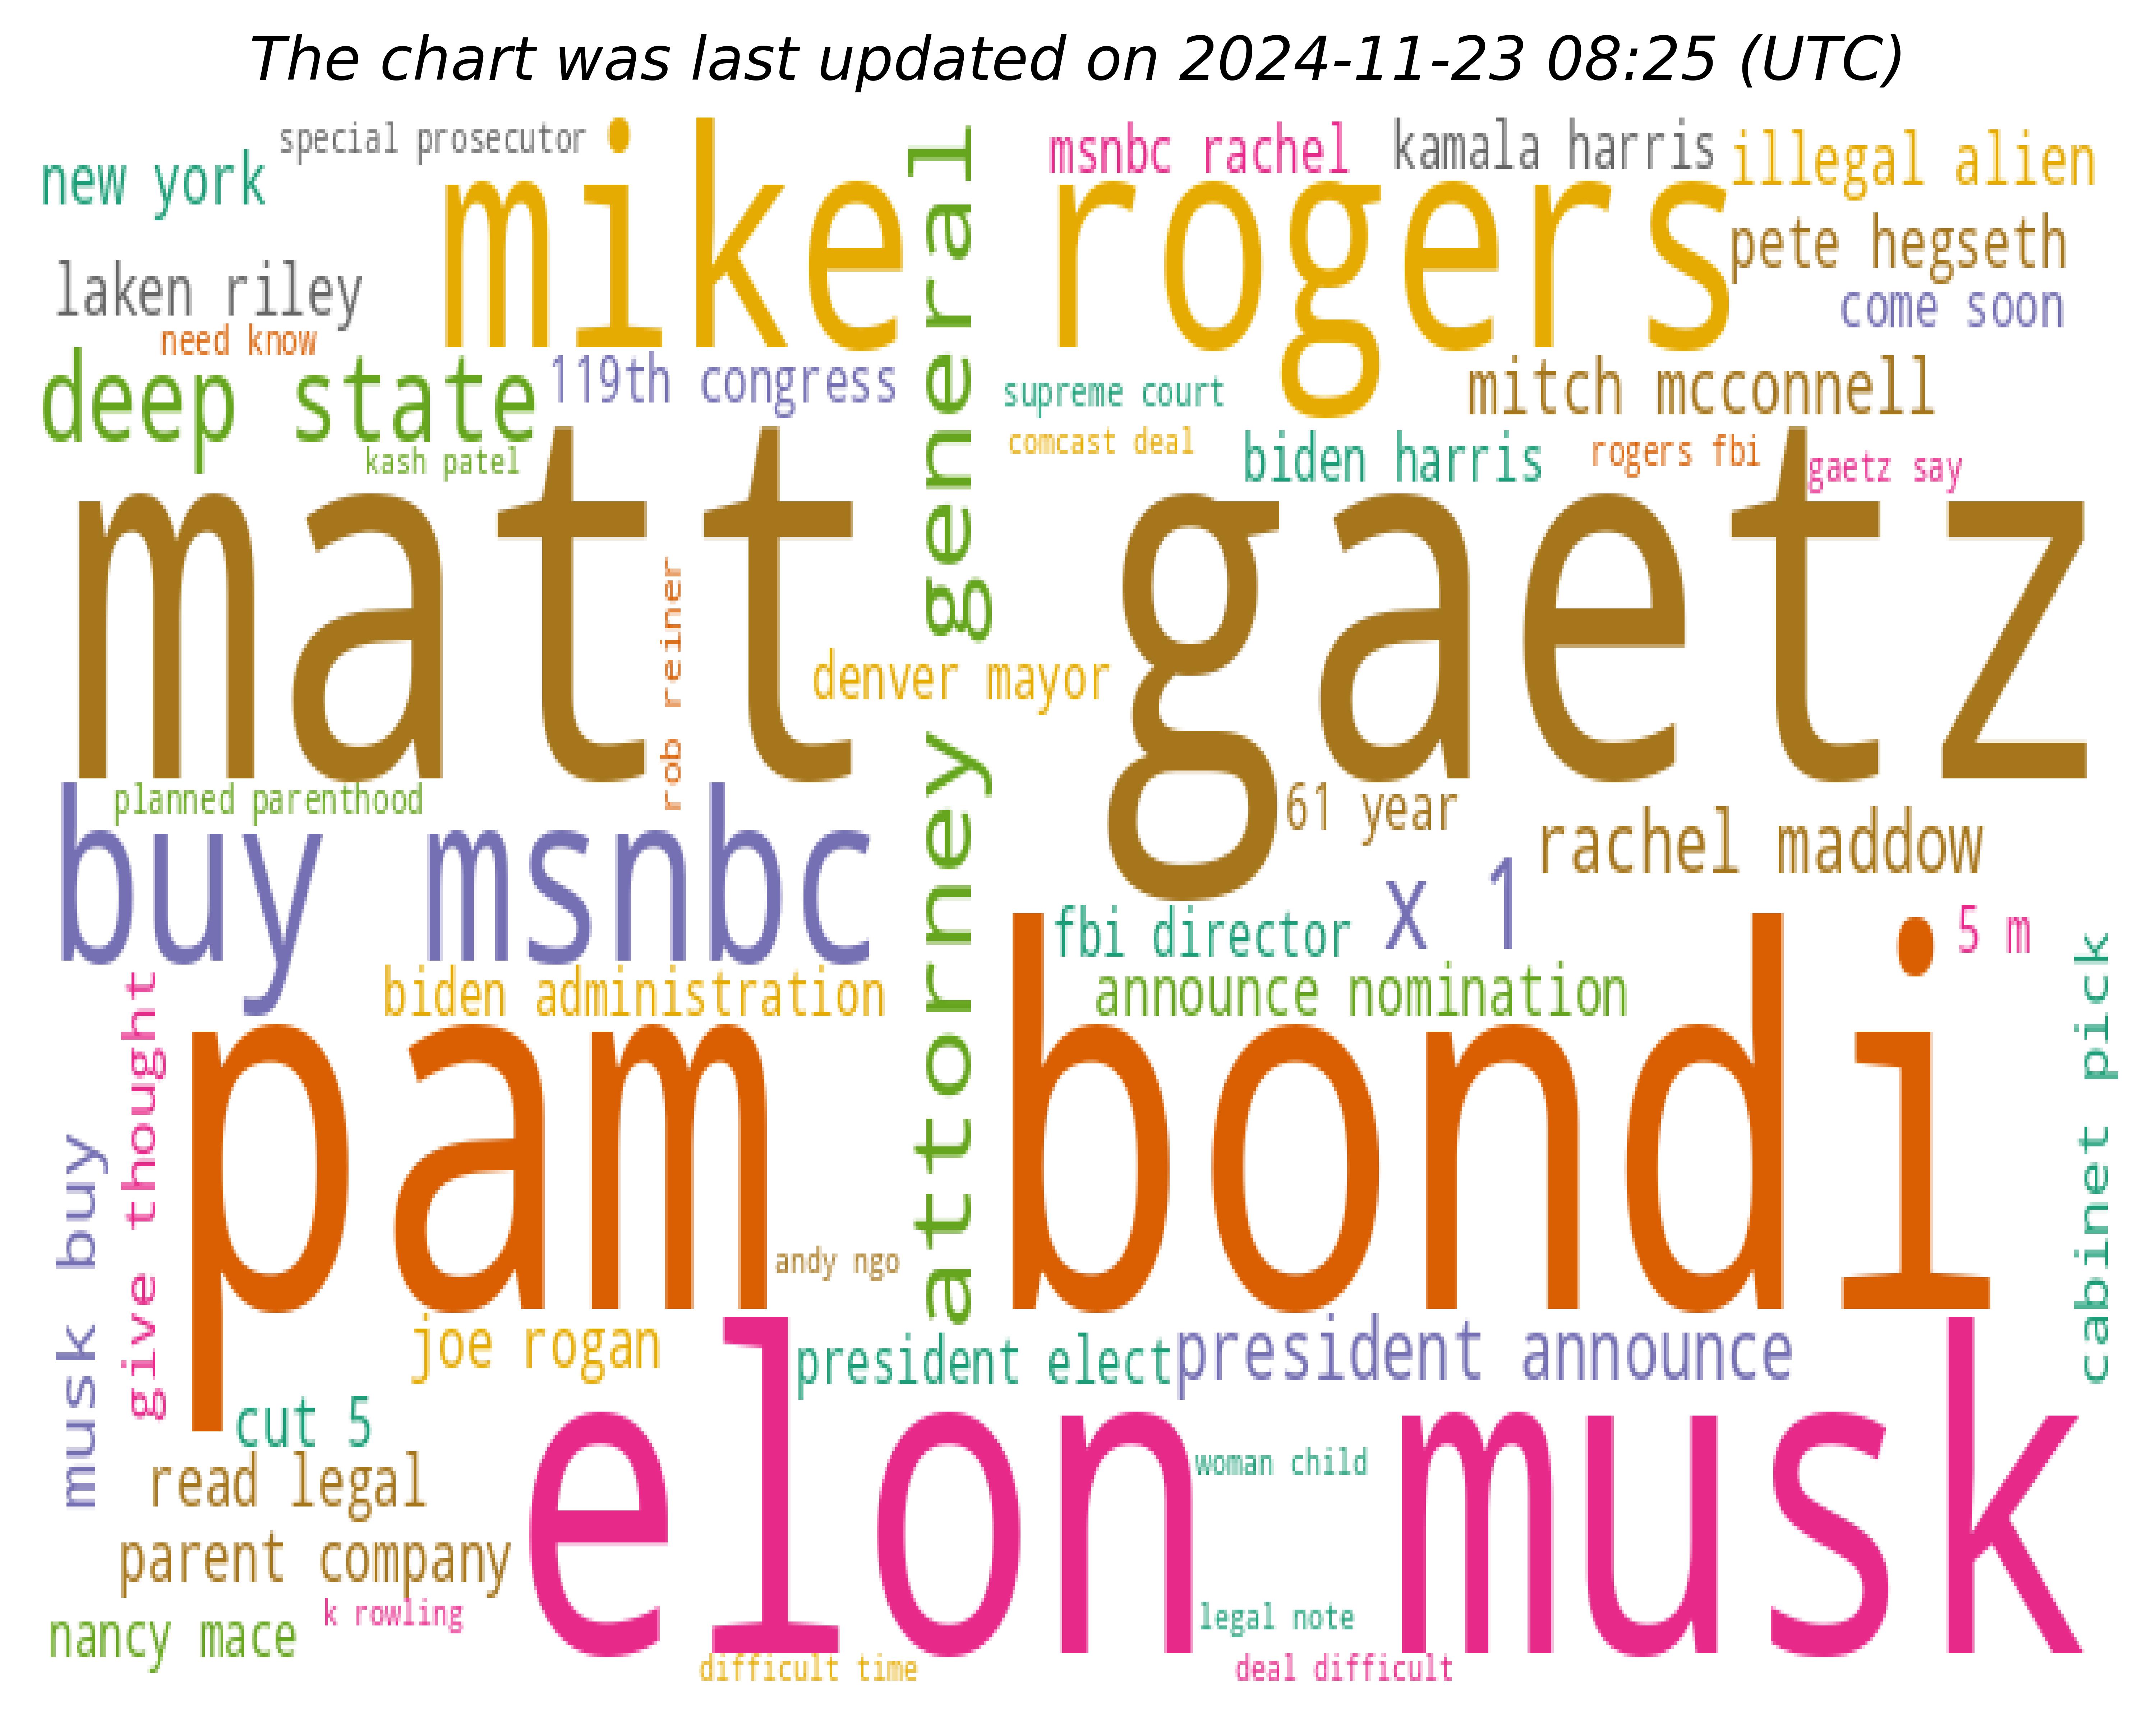 The chart was last updated on 2024-11-23 08:25 (UTC)
special prosecutor
new york
mike rogers
msnbc rachel
kamala harris
illegal alien
pete hegseth
laken riley
come soon
need know
deep state
119th congress
supreme court
mitch mcconnell
kash patel
comcast deal
biden harris
rogers fbi
gaetz say
matt gaetz
attorney general
rob reiner
denver mayor
planned parenthood
61 year
buy msnbc
rachel maddow
x 1
fbi director
5 m
biden administration
announce nomination
cabinet pick
give thought
pam bondi
musk buy
andy ngo
joe rogan
president elect
president announce
cut 5
elon musk
read legal
woman child
parent company
k rowling
nancy mace
legal note
difficult time
deal difficult